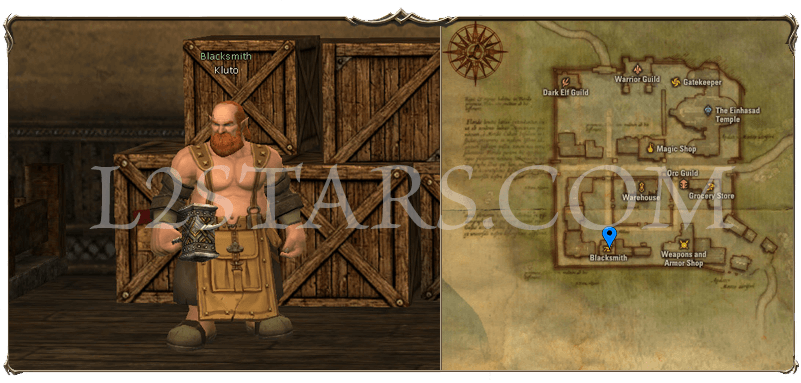 Blacksmith
Kluto
L2STARS.COM
Warrior Guild
Gatekeeper
Dark Elf Guild
The Einhasad
Temple
Magic Shop
Orc Guild
Warehouse
Grocery Store
Blacksmith
Weapons and
Armor Shop